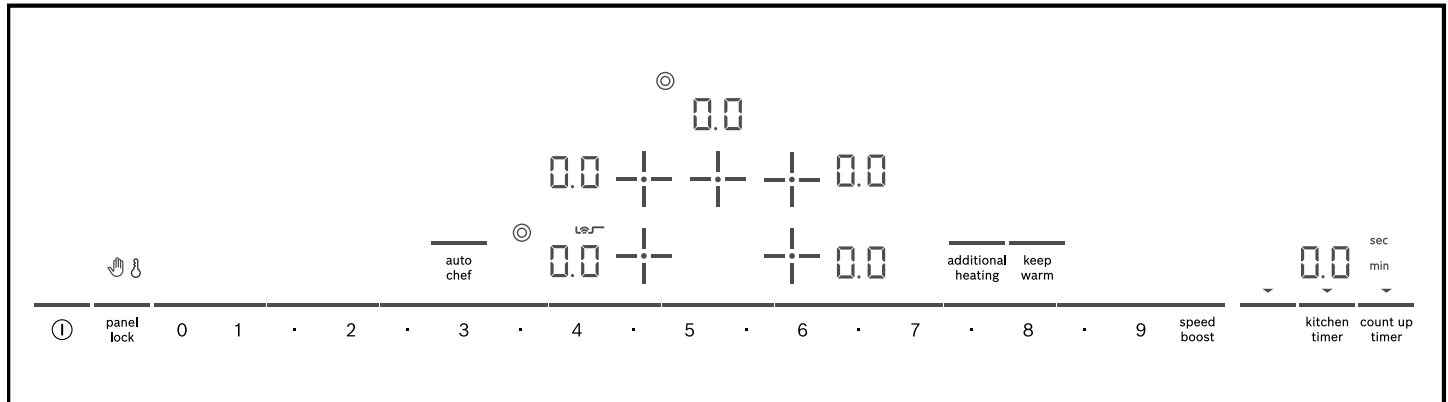 0.0
0.0 0.0
0.0 0.0
auto
chef
additional
heating
keep
warm
0.0
sec
min
panel
lock
0 1 · 2 · 3 · 4 · 5 · 6 · 7 · 8 · 9
speed
boost
kitchen
timer
count up
timer